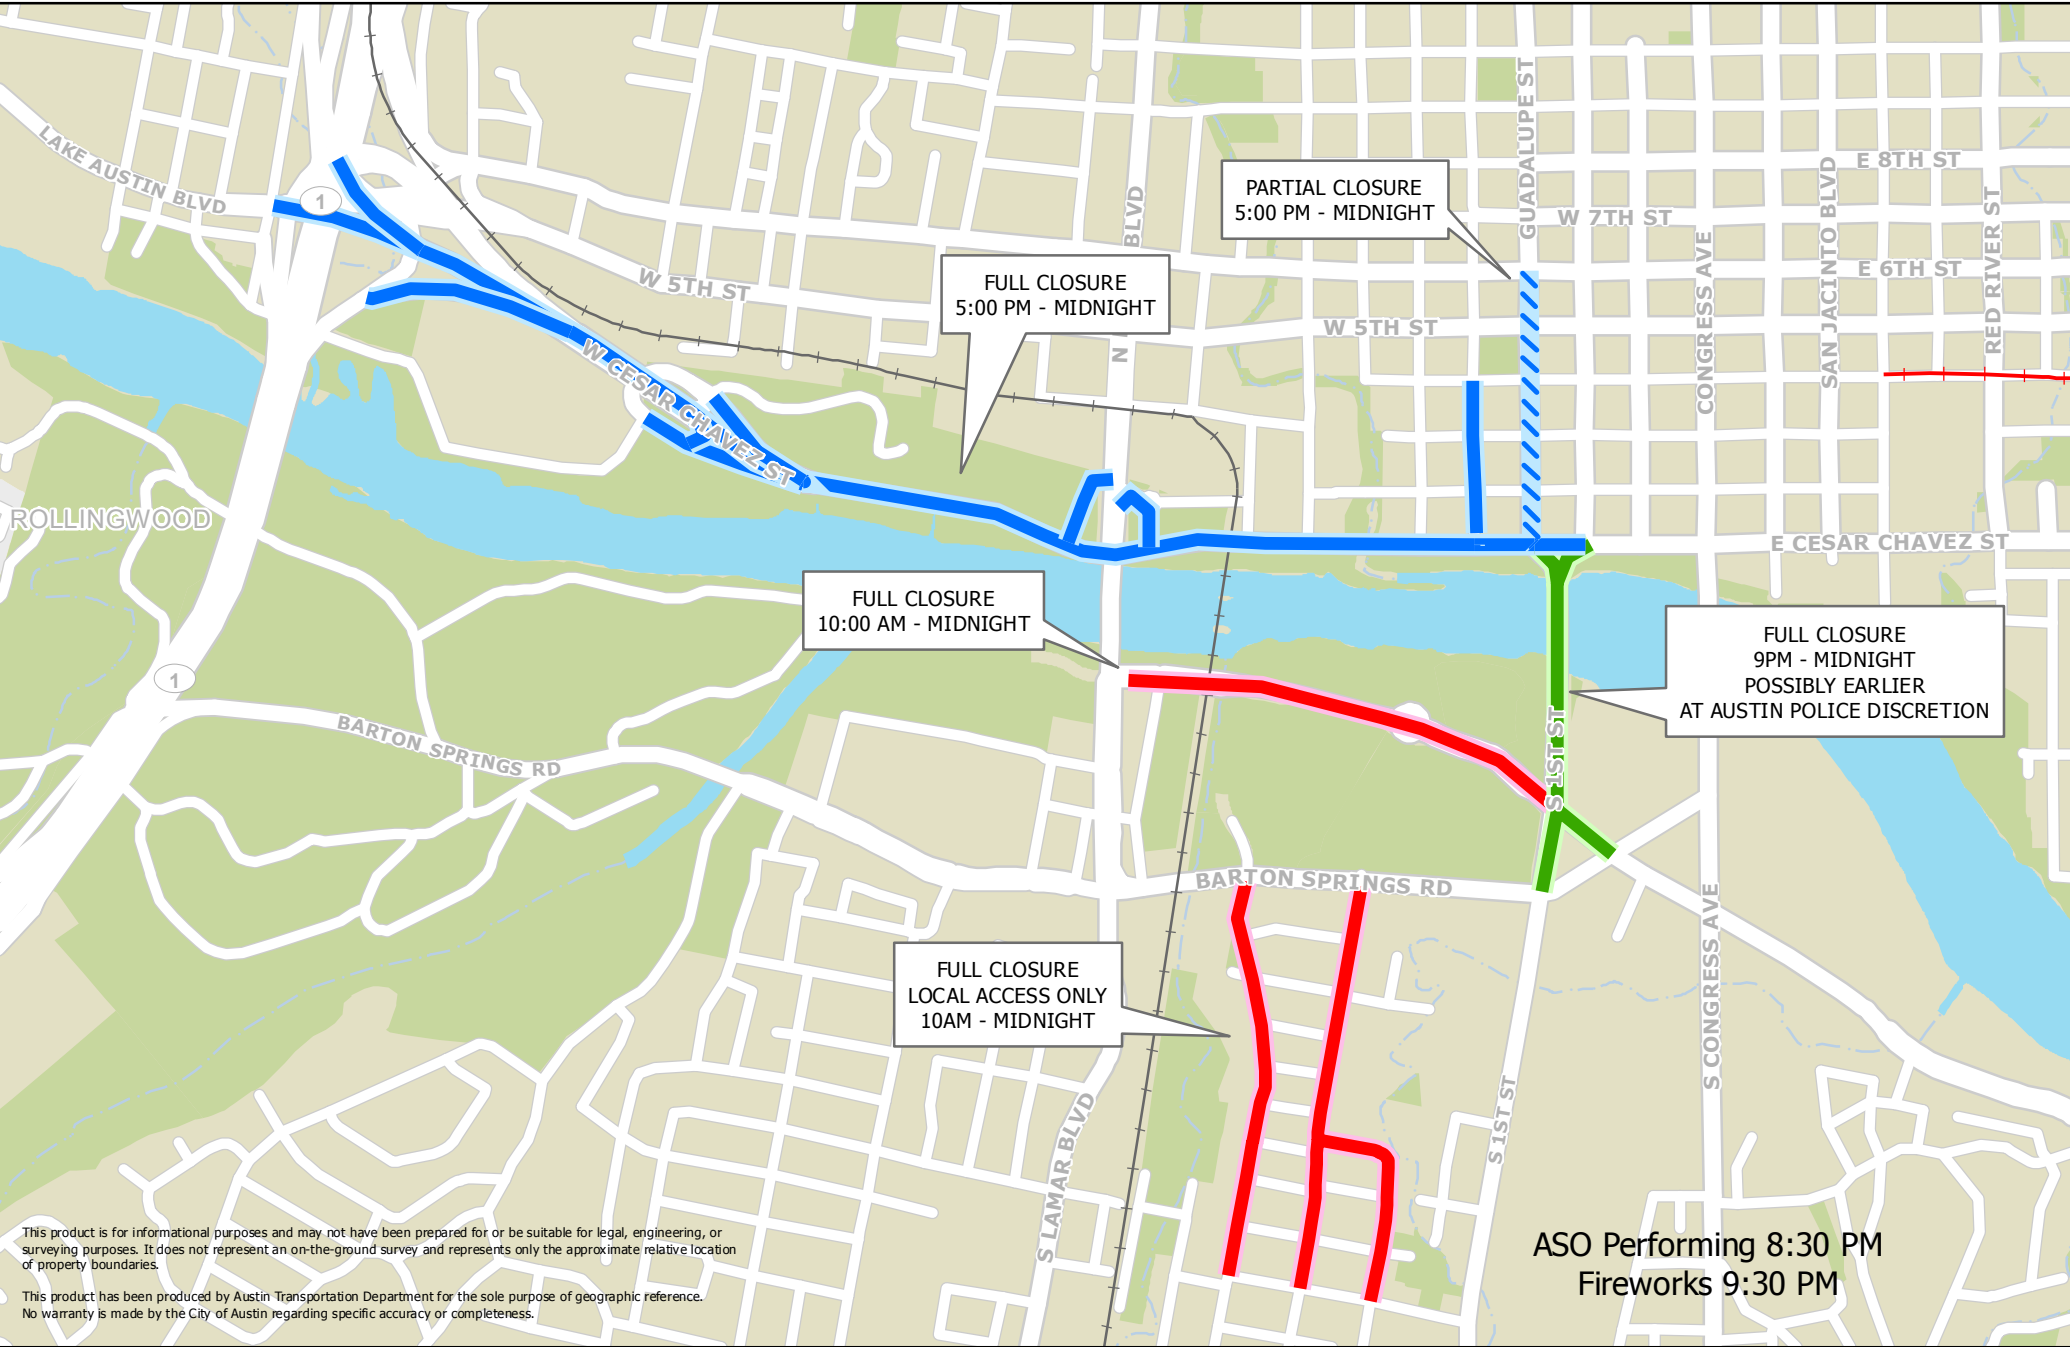 GUADALUPE ST
LAKE AUSTIN BLVD
1
PARTIAL CLOSURE
5:00 PM - MIDNIGHT
E 8TH ST
W 7TH ST
SAN JACINTO BLVD
RED RIVER ST
CONGRESS AVE
E 6TH ST
BLVD
N
W 5TH ST
FULL CLOSURE
5:00 PM - MIDNIGHT
W 5TH ST
W CESAR CHAVEZ ST
ROLLINGWOOD
E CESAR CHAVEZ ST
FULL CLOSURE
10:00 AM - MIDNIGHT
FULL CLOSURE
9PM - MIDNIGHT
POSSIBLY EARLIER
AT AUSTIN POLICE DISCRETION
1
BARTON SPRINGS RD
S 1ST ST
BARTON SPRINGS RD
S CONGRESS AVE
FULL CLOSURE
LOCAL ACCESS ONLY
10AM - MIDNIGHT
S LAMAR BLVD
S 1ST ST
This product is for informational purposes and may not have been prepared for or be suitable for legal, engineering, or
surveying purposes. It does not represent an on-the-ground survey and represents only the approximate relative location
of property boundaries.
This product has been produced by Austin Transportation Department for the sole purpose of geographic reference.
No warranty is made by the City of Austin regarding specific accuracy or completeness.
ASO Performing 8:30 PM
Fireworks 9:30 PM